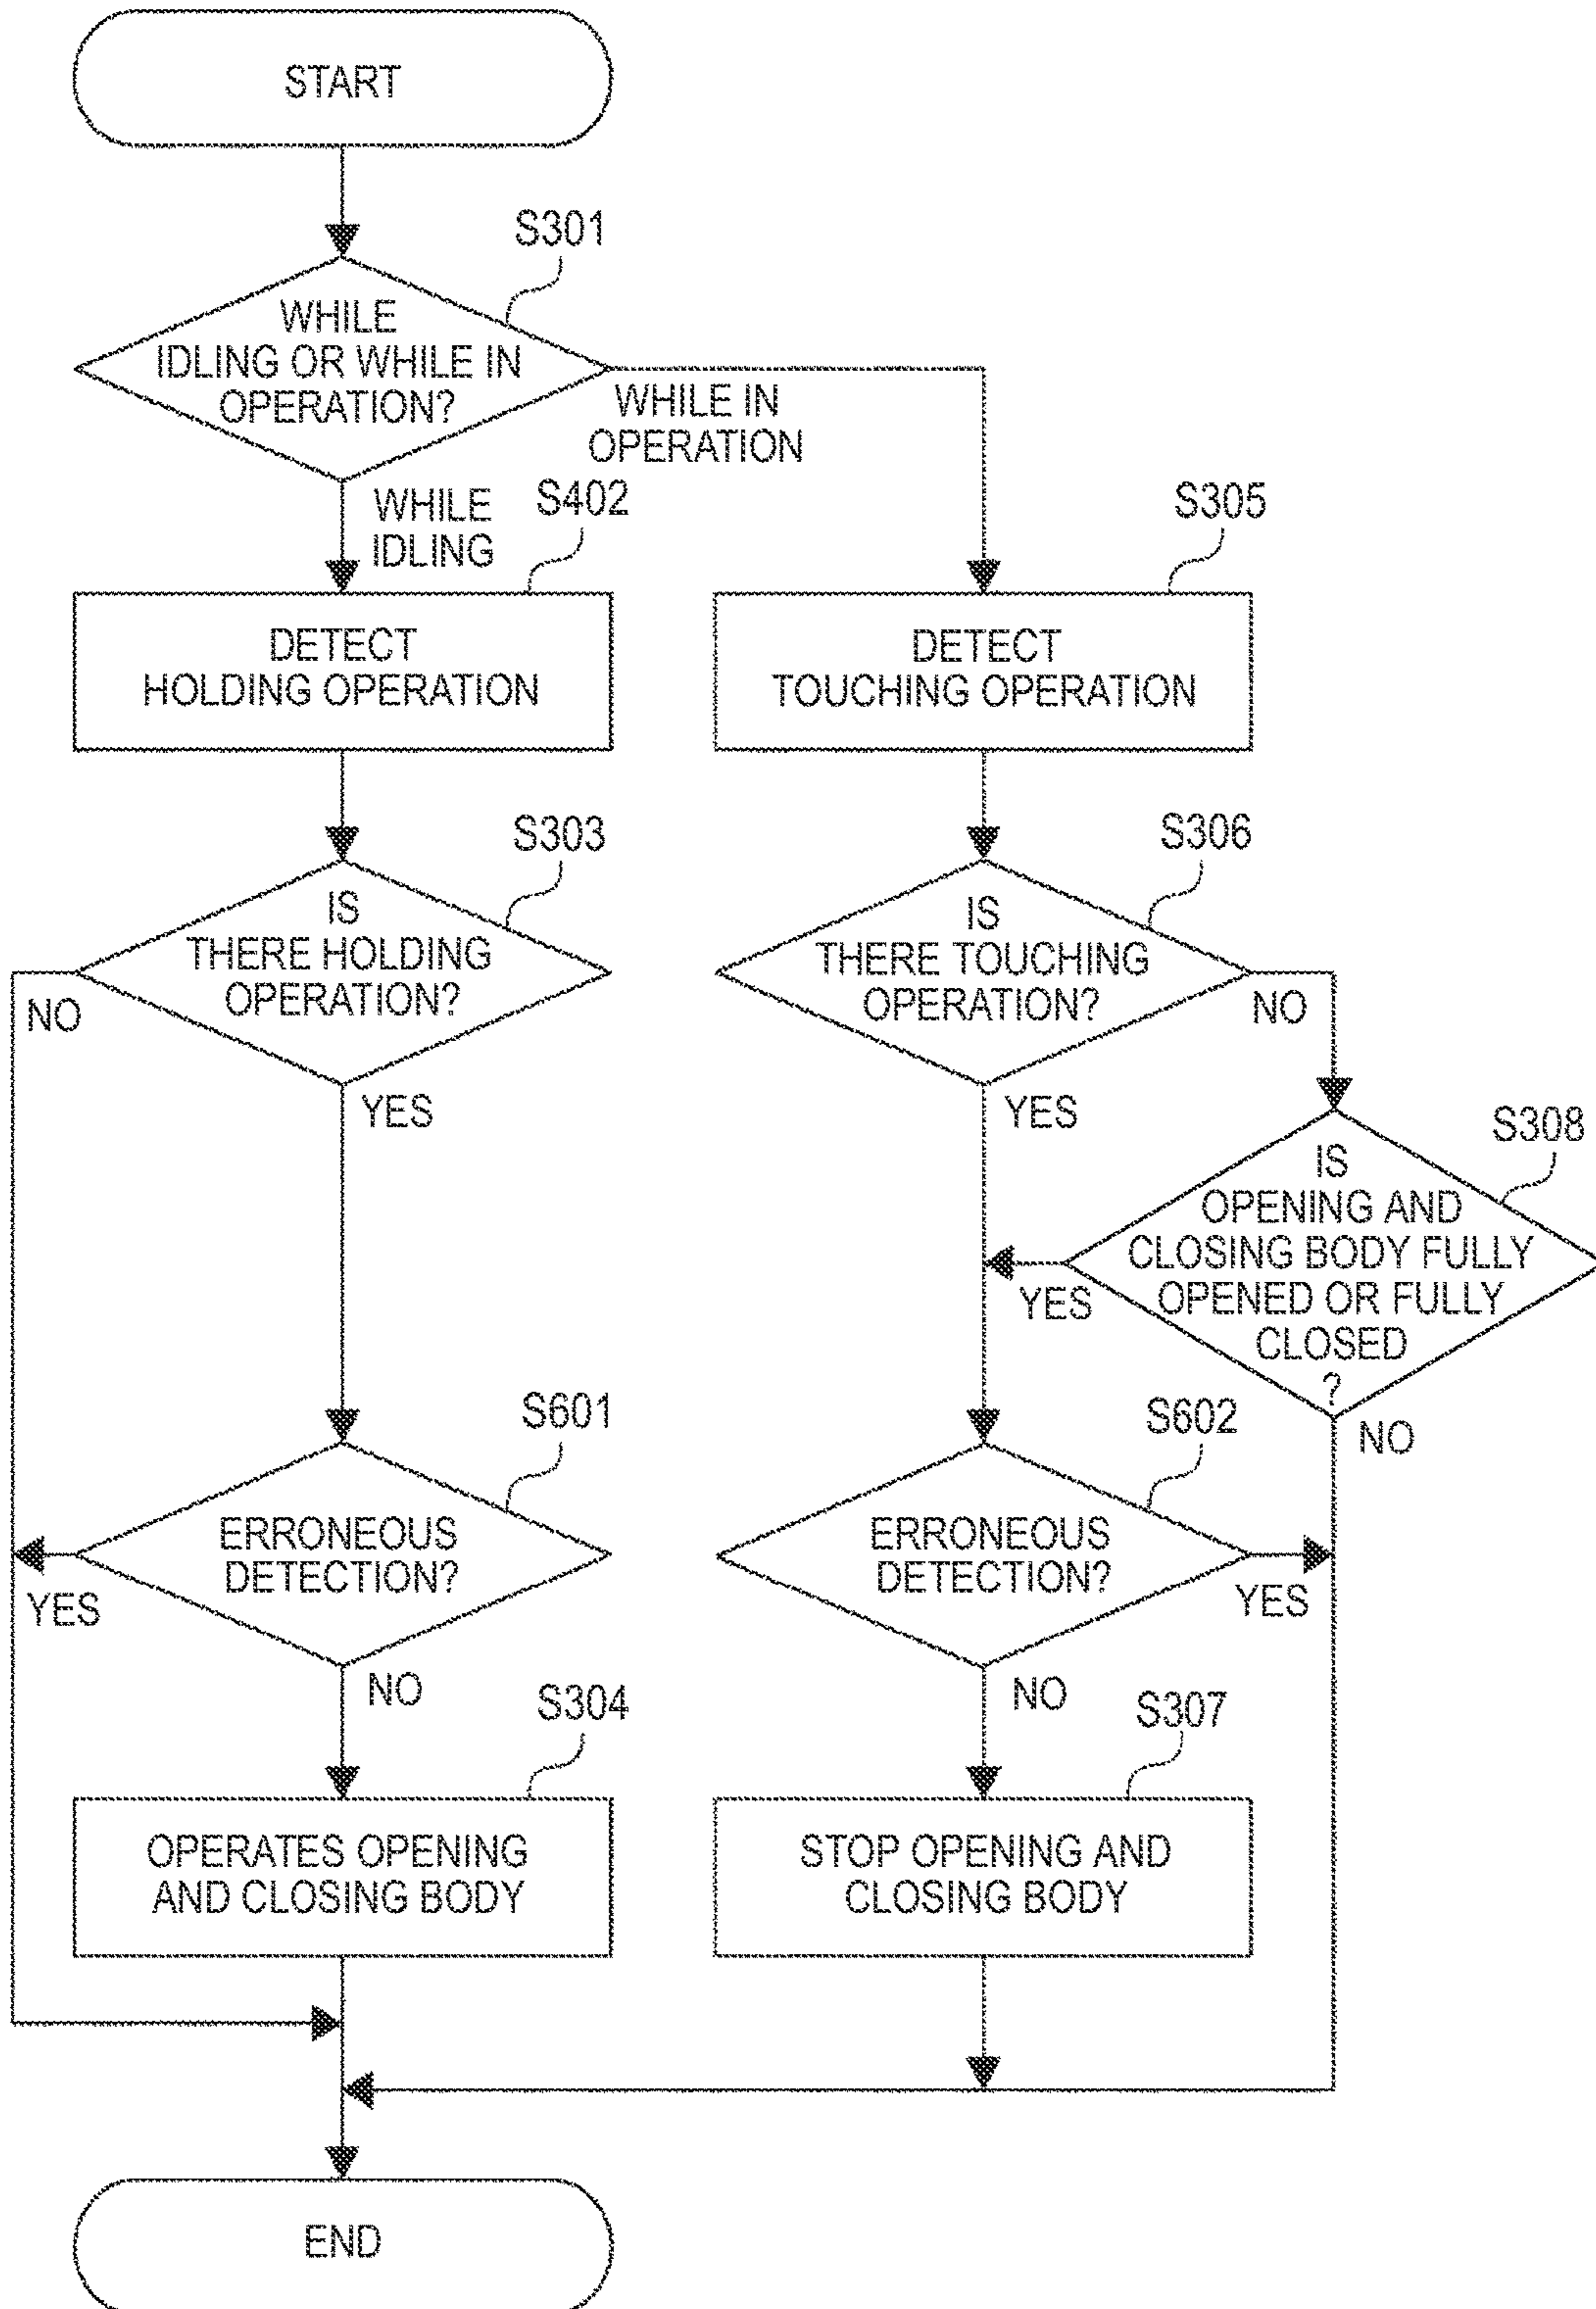 START
S301
WHILE
IDLING OR WHILE IN
OPERATION?
WHILE IN
OPERATION
WHILE
IDLING
S402
S305
DETECT
HOLDING OPERATION
DETECT
TOUCHING OPERATION
S303
S306
IS
THERE HOLDING
OPERATION?
NO
YES
IS
THERE TOUCHING
OPERATION?
NO
YES
S308
IS
OPENING AND
CLOSING BODY FULLY
OPENED OR FULLY
CLOSED
?
YES
NO
S601
S602
ERRONEOUS
DETECTION?
YES
NO
ERRONEOUS
DETECTION?
YES
NO
S304
S307
OPERATES OPENING
AND CLOSING BODY
STOP OPENING AND
CLOSING BODY
END